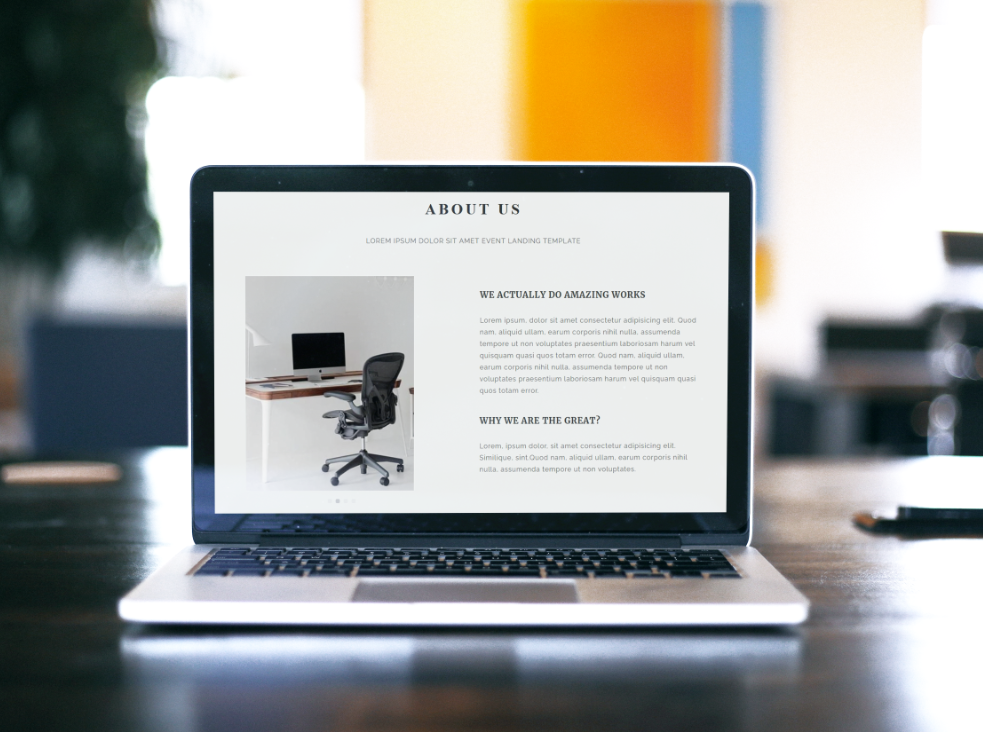 ABOUT US
LOREM IPSUM DOLOR SIT AMET EVENT LANDING TEMPLATE
WE ACTUALLY DO AMAZING WORKS
Lorem ipsum, dolor sit amet consectetur adipisicing elit. Quod
nam, aliquid ullam, earum corporis nihil nulla, assumenda
tempore ut non voluptates praesentium laboriosam harum vel
quisquam quasi quos totam error. Quod nam, aliquid ullam,
earum corporis nihil nulla, assumenda tempore ut non
voluptates praesentium laboriosam harum vel quisquam quasi
quos totam error.
WHY WE ARE THE GREAT?
Lorem, ipsum dolor, sit amet consectetur adipisicing elit.
Similique, sint.Quod nam, aliquid ullam, earum corporis nihil
nulla, assumenda tempore ut non voluptates.